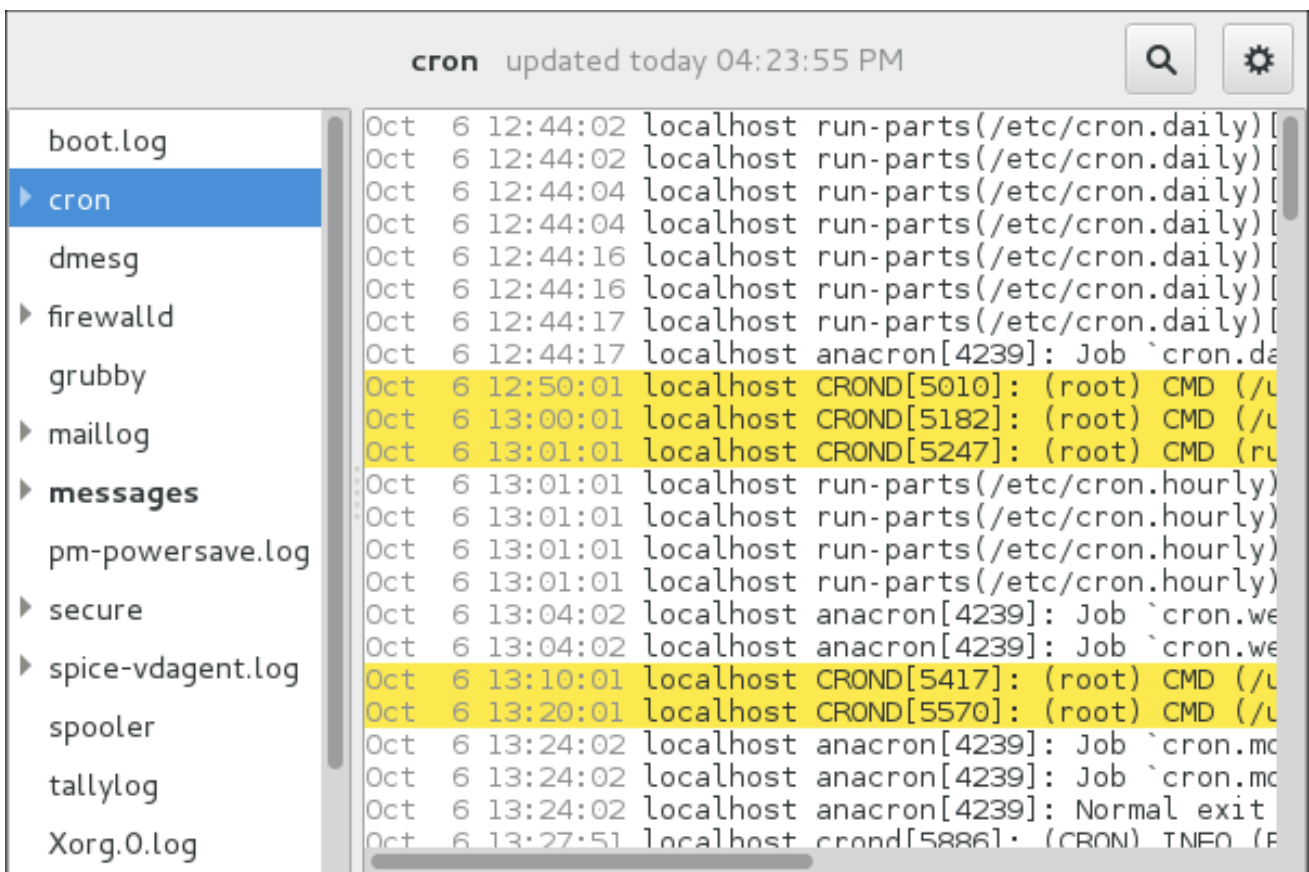 cron updated today 04:23:55 PM
boot.log
cron
dmesg
firewalld
grubby
maillog
messages
pm-powersave.log
secure
spice-vdagent.log
spooler
tallylog
Xorg.0.log
Oct  6 12:44:02 localhost run-parts(/etc/cron.daily)[
Oct  6 12:44:02 localhost run-parts(/etc/cron.daily)[
Oct  6 12:44:04 localhost run-parts(/etc/cron.daily)[
Oct  6 12:44:04 localhost run-parts(/etc/cron.daily)[
Oct  6 12:44:16 localhost run-parts(/etc/cron.daily)[
Oct  6 12:44:16 localhost run-parts(/etc/cron.daily)[
Oct  6 12:44:17 localhost run-parts(/etc/cron.daily)[
Oct  6 12:44:17 localhost anacron[4239]: Job `cron.da
Oct  6 12:50:01 localhost CROND[5010]: (root) CMD (/u
Oct  6 13:00:01 localhost CROND[5182]: (root) CMD (/u
Oct  6 13:01:01 localhost CROND[5247]: (root) CMD (ru
Oct  6 13:01:01 localhost run-parts(/etc/cron.hourly)
Oct  6 13:01:01 localhost run-parts(/etc/cron.hourly)
Oct  6 13:01:01 localhost run-parts(/etc/cron.hourly)
Oct  6 13:01:01 localhost run-parts(/etc/cron.hourly)
Oct  6 13:04:02 localhost anacron[4239]: Job `cron.we
Oct  6 13:04:02 localhost anacron[4239]: Job `cron.we
Oct  6 13:10:01 localhost CROND[5417]: (root) CMD (/u
Oct  6 13:20:01 localhost CROND[5570]: (root) CMD (/u
Oct  6 13:24:02 localhost anacron[4239]: Job `cron.mo
Oct  6 13:24:02 localhost anacron[4239]: Job `cron.mo
Oct  6 13:24:02 localhost anacron[4239]: Normal exit
Oct  6 13:27:51 localhost crond[5886]: (CRON) INFO (